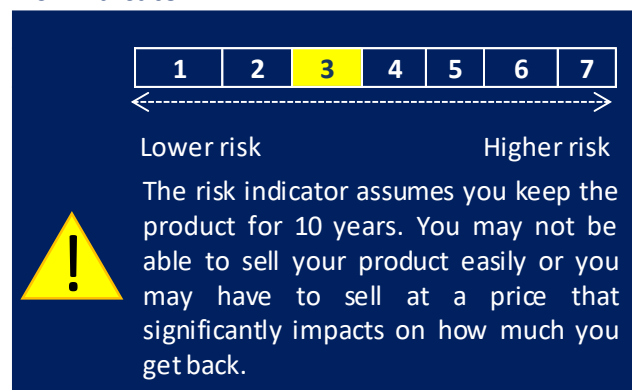 1 2 3 4 5 6 7
Lower risk Higher risk
!
The risk indicator assumes you keep the
product for 10 years. You may not be
able to sell your product easily or you
may have to sell at a price that
significantly impacts on how much you
get back.